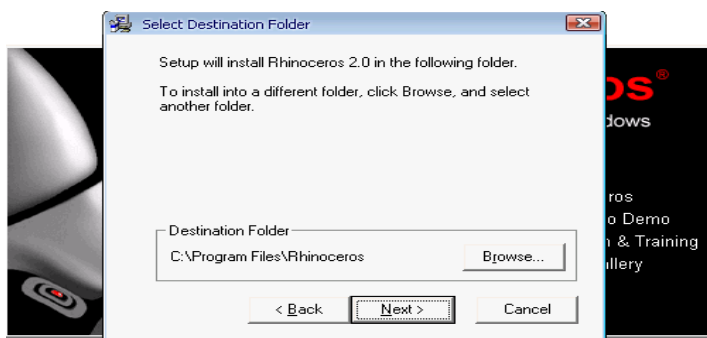 Select Destination Folder
Setup will install Rhinoceros 2.0 in the following folder.
To install into a different folder, click Browse, and select
another folder.
Destination Folder
C:\Program Files\Rhinoceros
Browse...
< Back
Next >
Cancel
os®
dows
ros
o Demo
& Training
llery